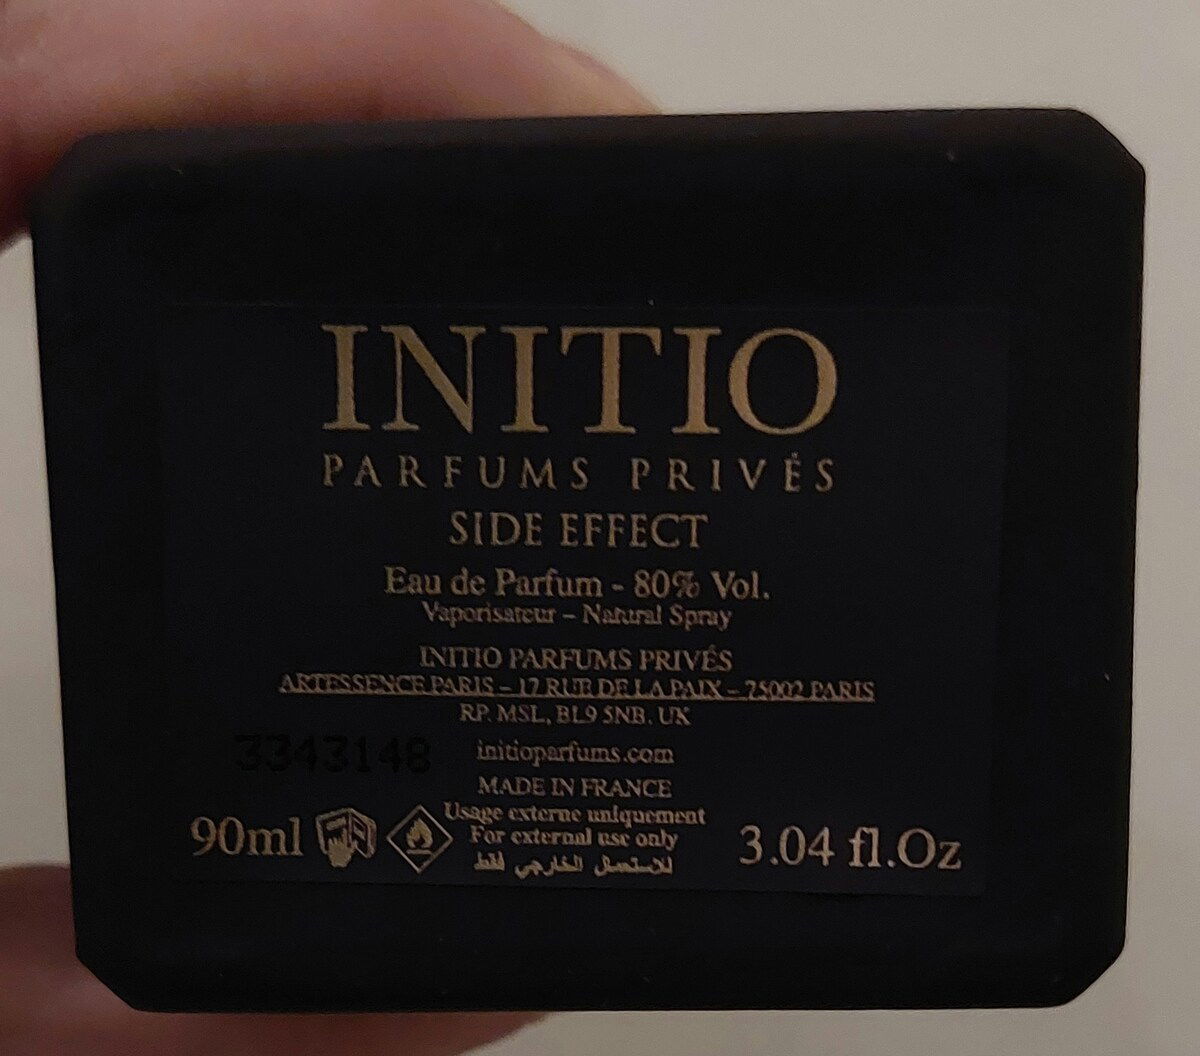 INITIO
PARFUMS PRIVÉS
SIDE EFFECT
Eau de Parfum - 80% Vol.
Vaporisateur – Natural Spray
INITIO PARFUMS PRIVÉS
ARTESSENCE PARIS – 17 RUE DE LA PAIX – 75002 PARIS
RP. MSL, BL9 5NB. UK
3343148
initioparfums.com
MADE IN FRANCE
Usage externe uniquement
For external use only
للاستعمال الخارجي فقط
90ml
3.04 fl.Oz